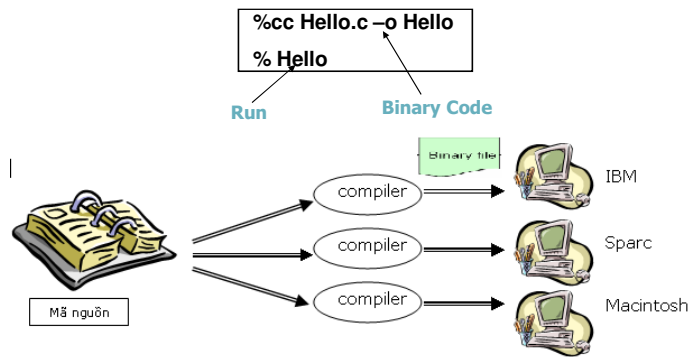 %cc Hello.c –o Hello
% Hello
Run
Binary Code
Binary file
compiler
IBM
compiler
Sparc
compiler
Macintosh
Mã nguồn